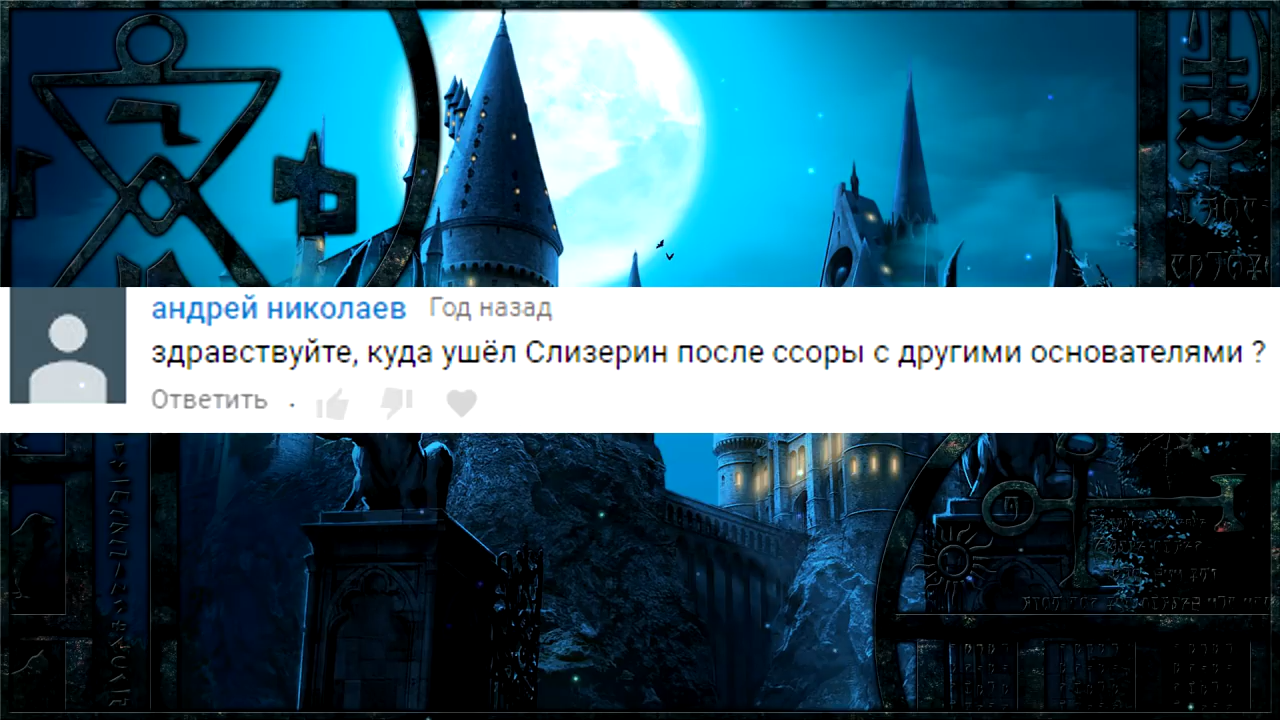 андрей николаев Год назад
здравствуйте, куда ушёл Слизерин после ссоры с другими основателями ?
Ответить